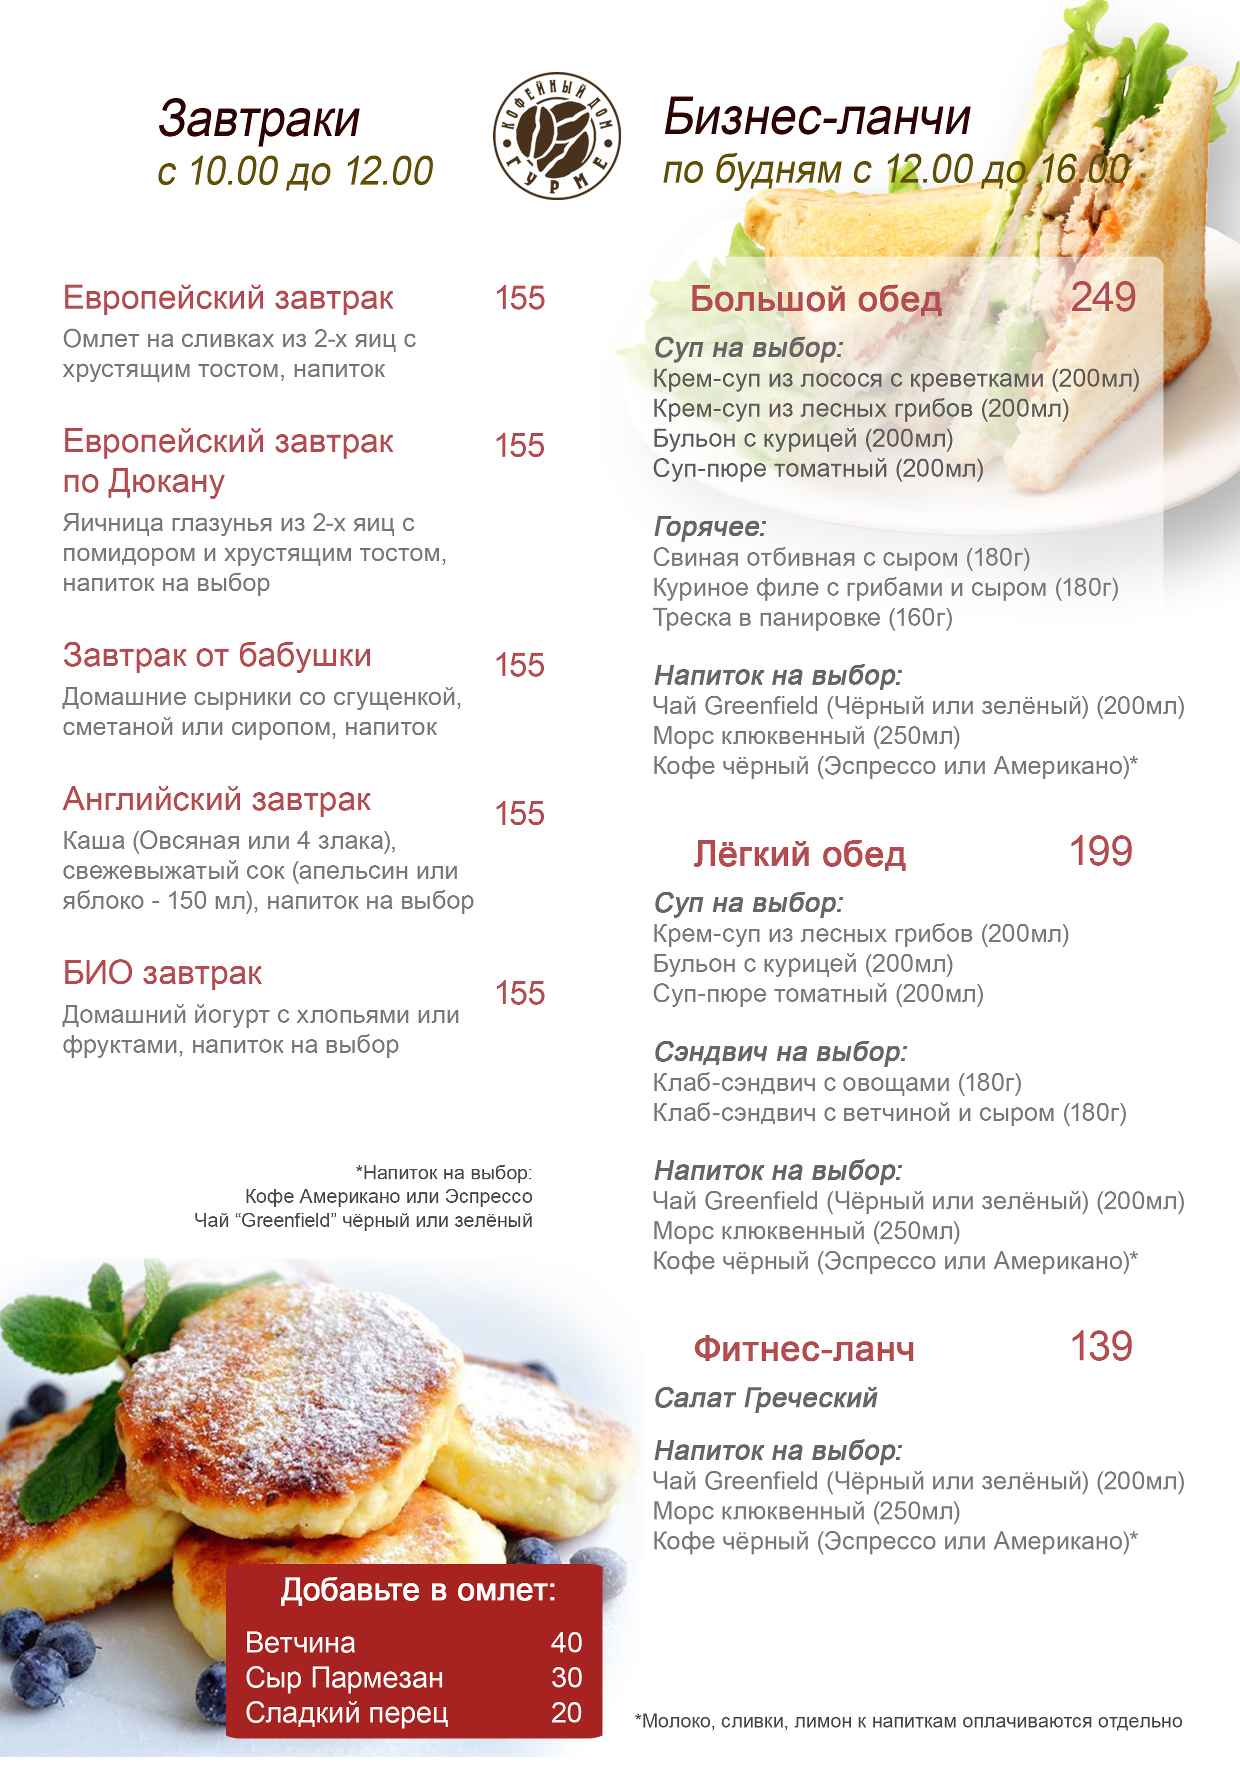 Завтраки
с 10.00 до 12.00
КОФЕЙНЫЙ ДОМ
ГУРМЕ
Бизнес-ланчи
по будням с 12.00 до 16.00
Европейский завтрак 155
Омлет на сливках из 2-х яиц с
хрустящим тостом, напиток
Европейский завтрак
по Дюкану 155
Яичница глазунья из 2-х яиц с
помидором и хрустящим тостом,
напиток на выбор
Завтрак от бабушки 155
Домашние сырники со сгущенкой,
сметаной или сиропом, напиток
Английский завтрак 155
Каша (Овсяная или 4 злака),
свежевыжатый сок (апельсин или
яблоко - 150 мл), напиток на выбор
БИО завтрак 155
Домашний йогурт с хлопьями или
фруктами, напиток на выбор
*Напиток на выбор:
Кофе Американо или Эспрессо
Чай “Greenfield” чёрный или зелёный
Добавьте в омлет:
Ветчина 40
Сыр Пармезан 30
Сладкий перец 20
Большой обед 249
Суп на выбор:
Крем-суп из лосося с креветками (200мл)
Крем-суп из лесных грибов (200мл)
Бульон с курицей (200мл)
Суп-пюре томатный (200мл)
Горячее:
Свиная отбивная с сыром (180г)
Куриное филе с грибами и сыром (180г)
Треска в панировке (160г)
Напиток на выбор:
Чай Greenfield (Чёрный или зелёный) (200мл)
Морс клюквенный (250мл)
Кофе чёрный (Эспрессо или Американо)*
Лёгкий обед 199
Суп на выбор:
Крем-суп из лесных грибов (200мл)
Бульон с курицей (200мл)
Суп-пюре томатный (200мл)
Сэндвич на выбор:
Клаб-сэндвич с овощами (180г)
Клаб-сэндвич с ветчиной и сыром (180г)
Напиток на выбор:
Чай Greenfield (Чёрный или зелёный) (200мл)
Морс клюквенный (250мл)
Кофе чёрный (Эспрессо или Американо)*
Фитнес-ланч 139
Салат Греческий
Напиток на выбор:
Чай Greenfield (Чёрный или зелёный) (200мл)
Морс клюквенный (250мл)
Кофе чёрный (Эспрессо или Американо)*
*Молоко, сливки, лимон к напиткам оплачиваются отдельно